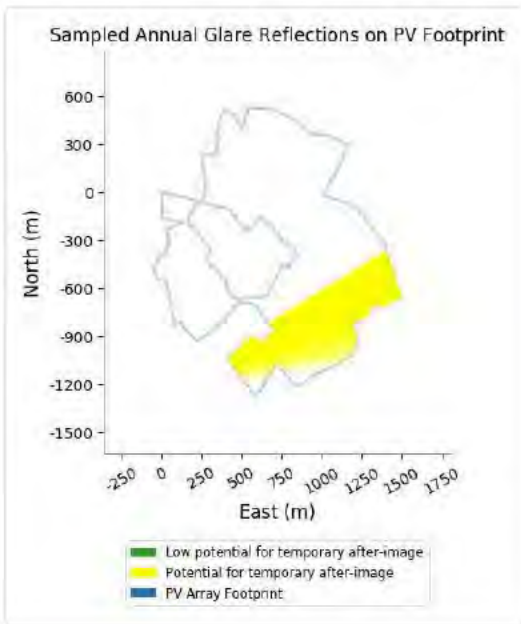 Sampled Annual Glare Reflections on PV Footprint
600
300
0
-300
-600
-900
-1200
-1500
North (m)
-250 0 250 500 750 1000 1250 1500 1750
East (m)
Low potential for temporary after-image
Potential for temporary after-image
PV Array Footprint